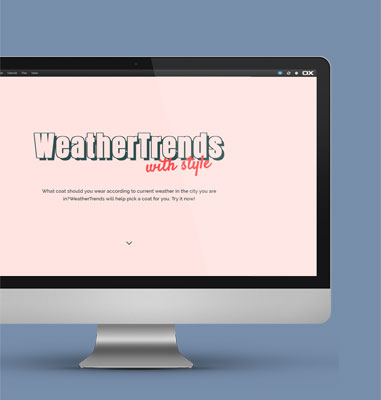 WeatherTrends
with style
What coat should you wear according to current weather in the city you are
in?WeatherTrends will help pick a coat for you. Try it now!